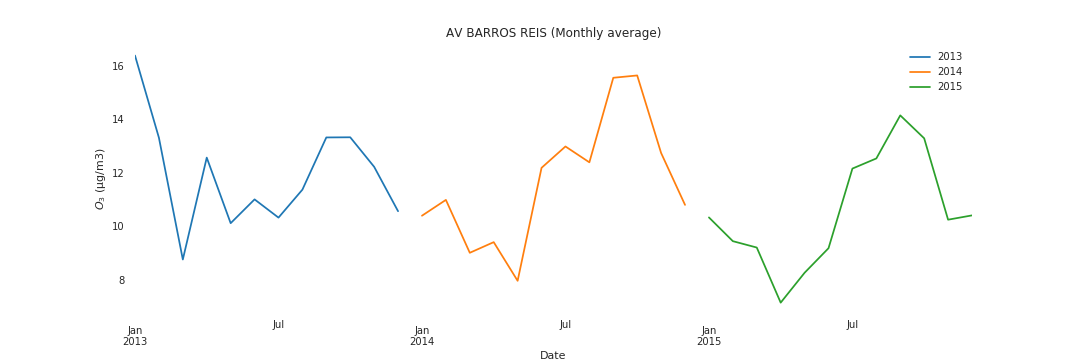 AV BARROS REIS (Monthly average)
2013
2014
2015
O3 (µg/m3)
16
14
12
10
8
Jan
2013
Jul
Jan
2014
Jul
Jan
2015
Jul
Date